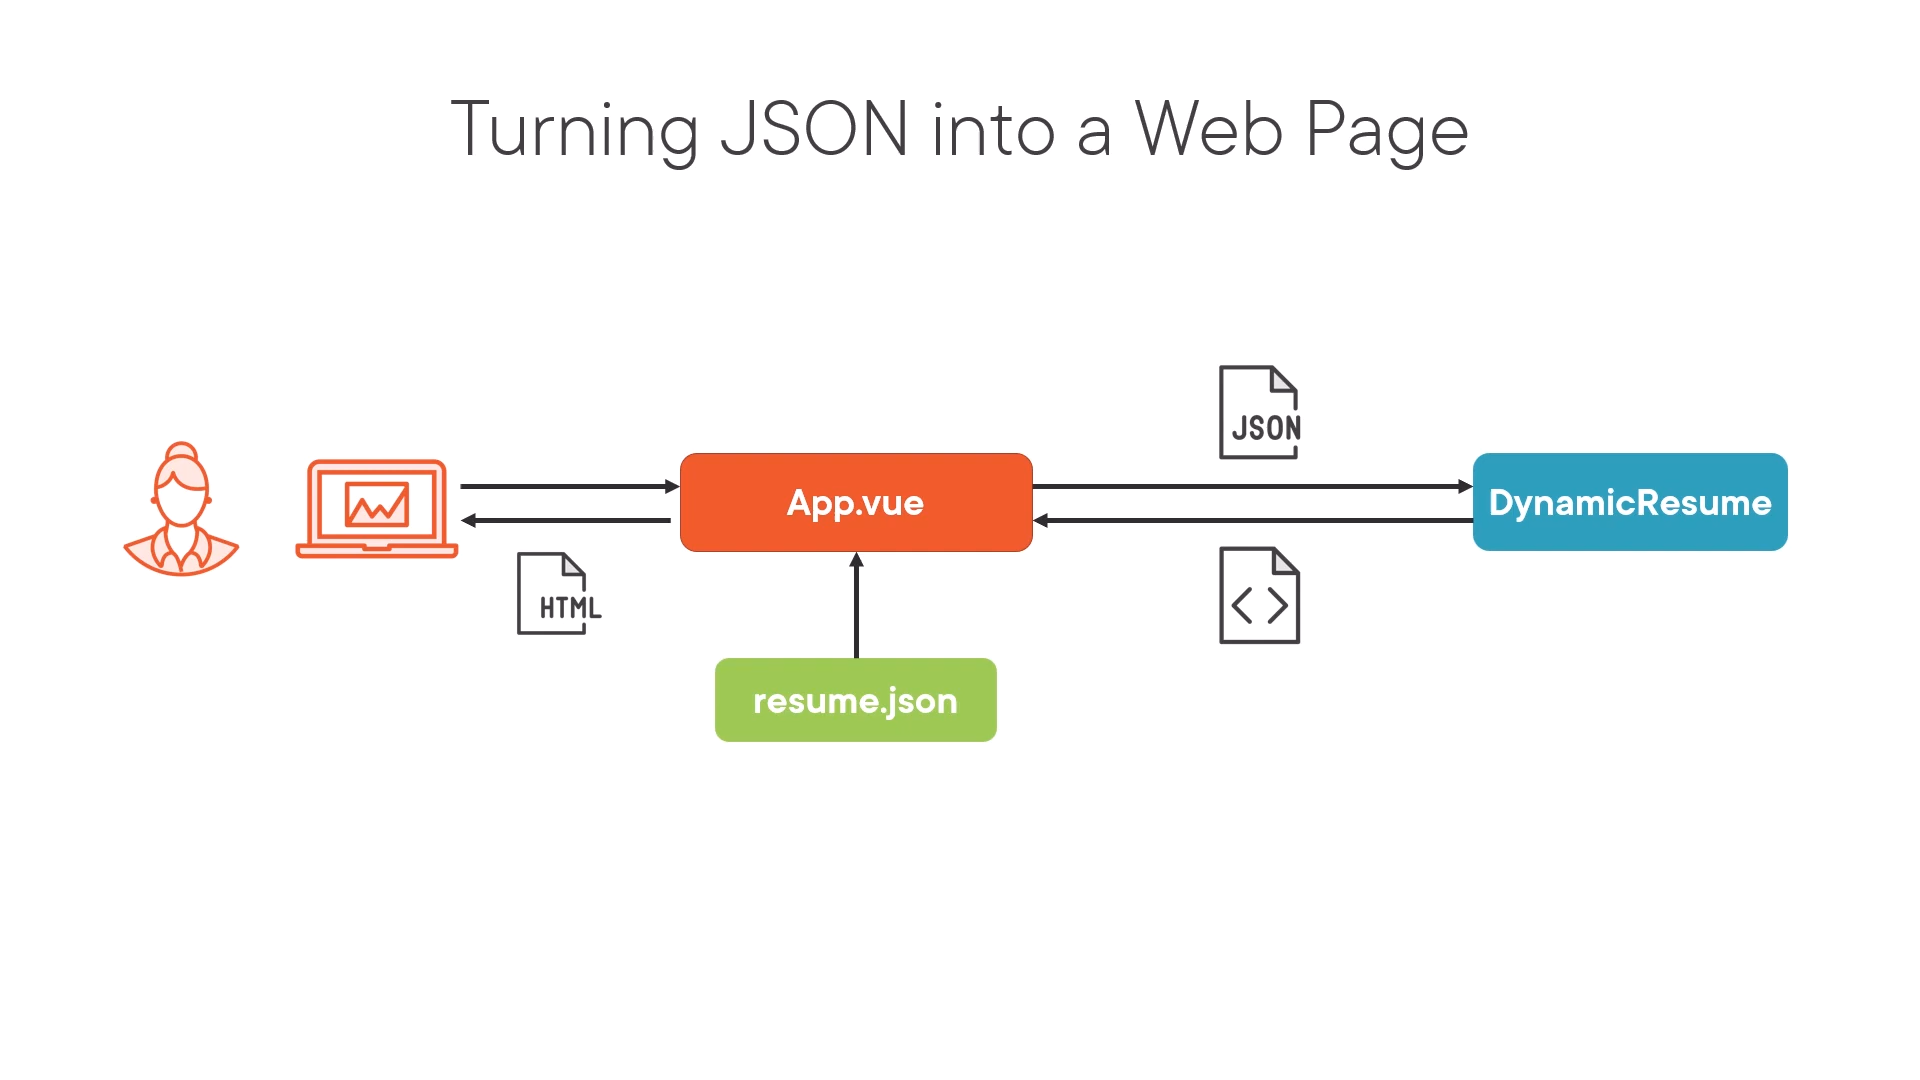 Turning JSON into a Web Page
JSON
App.vue
DynamicResume
HTML
<>
resume.json